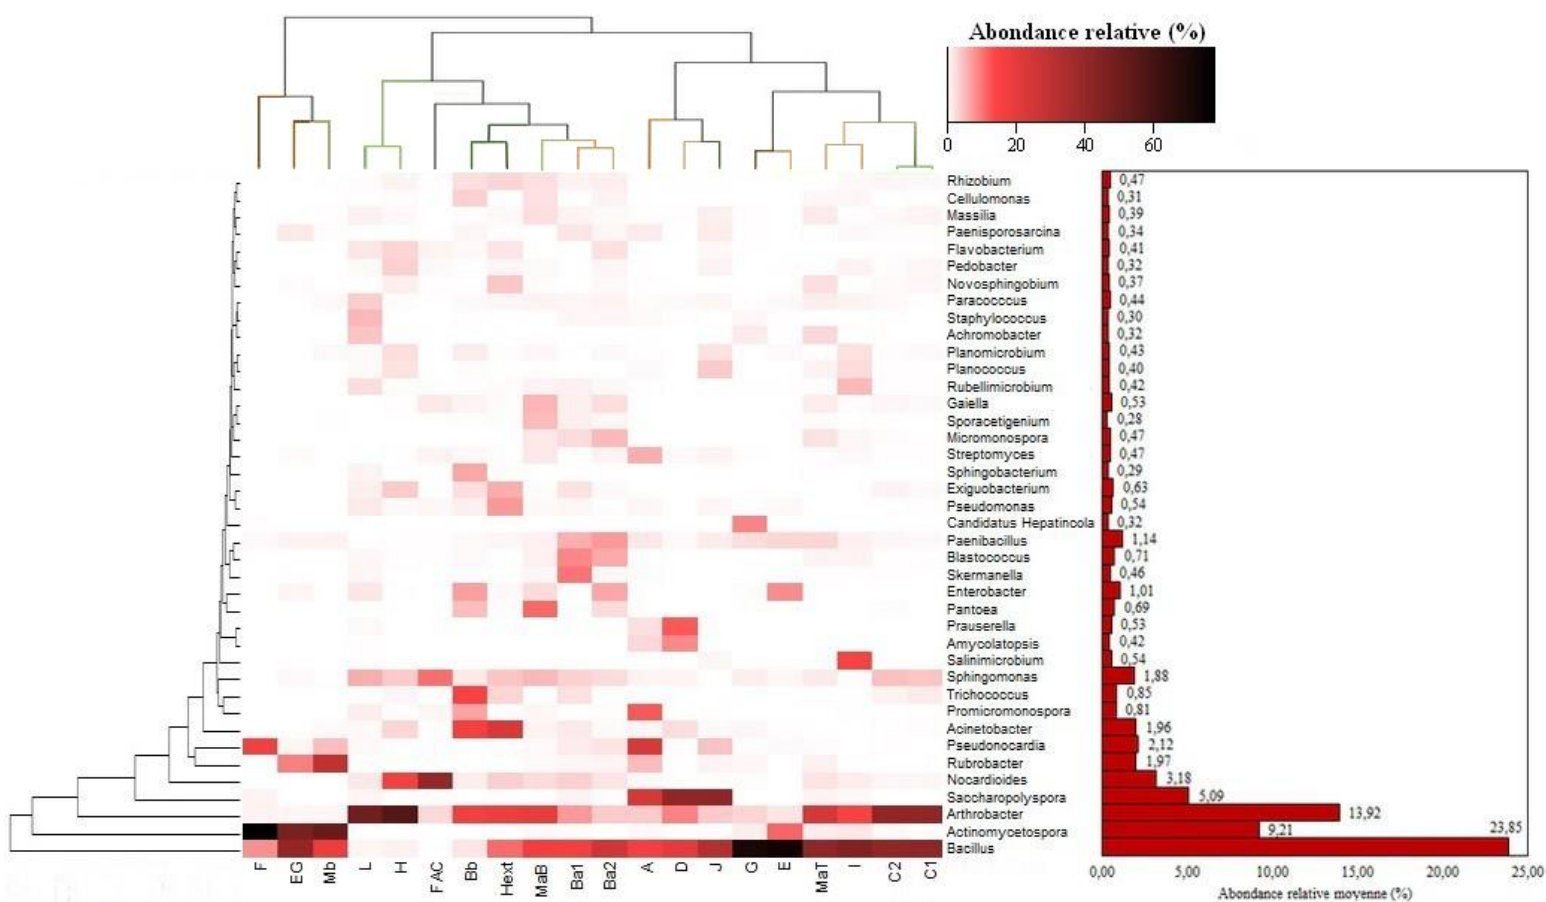 Abondance relative (%)
0 20 40 60
Rhizobium 0,47
Cellulomonas 0,31
Massilia 0,39
Paenisporosarcina 0,34
Flavobacterium 0,41
Pedobacter 0,32
Novosphingobium 0,37
Paracocccus 0,44
Staphylococcus 0,30
Achromobacter 0,32
Planomicrobium 0,43
Planococcus 0,40
Rubellimicrobium 0,42
Gaiella 0,53
Sporacetigenium 0,28
Micromonospora 0,47
Streptomyces 0,47
Sphingobacterium 0,29
Exiguobacterium 0,63
Pseudomonas 0,54
Candidatus Hepatincola 0,32
Paenibacillus 1,14
Blastococcus 0,71
Skermanella 0,46
Enterobacter 1,01
Pantoea 0,69
Prauserella 0,53
Amycolatopsis 0,42
Salinimicrobium 0,54
Sphingomonas 1,88
Trichococcus 0,85
Promicromonospora 0,81
Acinetobacter 1,96
Pseudonocardia 2,12
Rubrobacter 1,97
Nocardioides 3,18
Saccharopolyspora 5,09
Arthrobacter 13,92
Actinomycetospora 9,21
Bacillus 23,85
F EG Mb L H FAC Bb Hext MaB Ba1 Ba2 A D J G E MaT I C2 C1
0,00 5,00 10,00 15,00 20,00 25,00
Abondance relative moyenne (%)